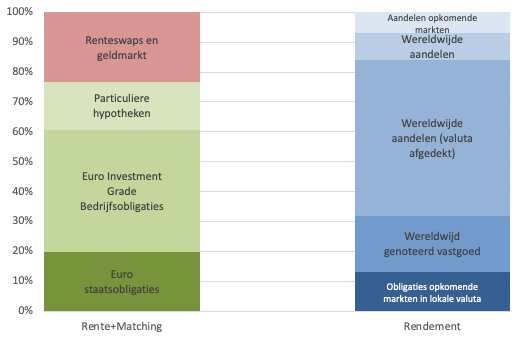 100%
90%
80%
70%
60%
50%
40%
30%
20%
10%
0%
Renteswaps en
geldmarkt
Particuliere
hypotheken
Euro Investment
Grade
Bedrijfsobligaties
Euro
staatsobligaties
Aandelen opkomende
markten
Wereldwijde
aandelen
Wereldwijde
aandelen (valuta
afgedekt)
Wereldwijd
genoteerd vastgoed
Obligaties opkomende
markten in lokale valuta
Rente+Matching
Rendement